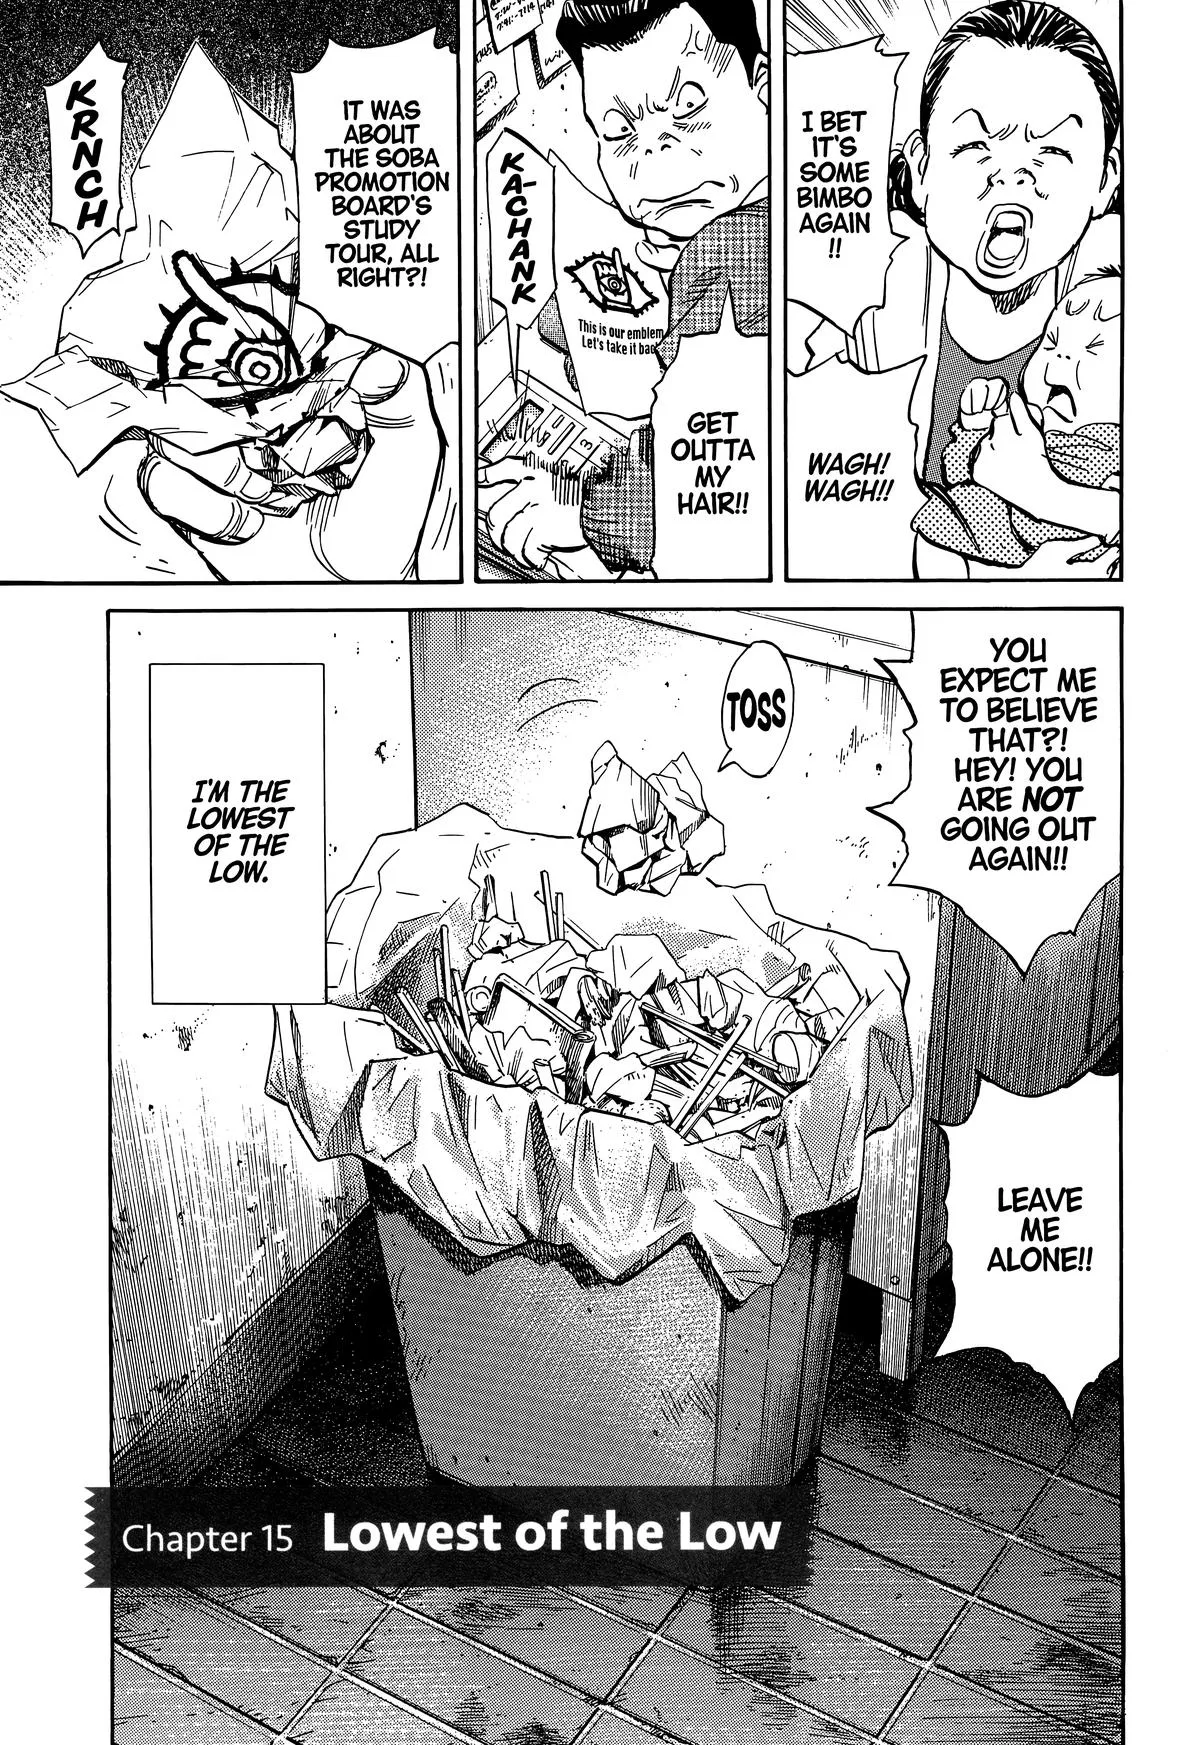 I BET
IT'S
SOME
BIMBO
AGAIN
!!
WAGH!
WAGH!!
KA-
CHANK
This is our emblem
Let's take it bac
GET
OUTTA
MY
HAIR!!
IT WAS
ABOUT
THE SOBA
PROMOTION
BOARD'S
STUDY
TOUR, ALL
RIGHT?!
KRNCH
YOU
EXPECT ME
TO BELIEVE
THAT?!
HEY! YOU
ARE NOT
GOING OUT
AGAIN!!
TOSS
I'M THE
LOWEST
OF THE
LOW.
LEAVE
ME
ALONE!!
Chapter 15 Lowest of the Low